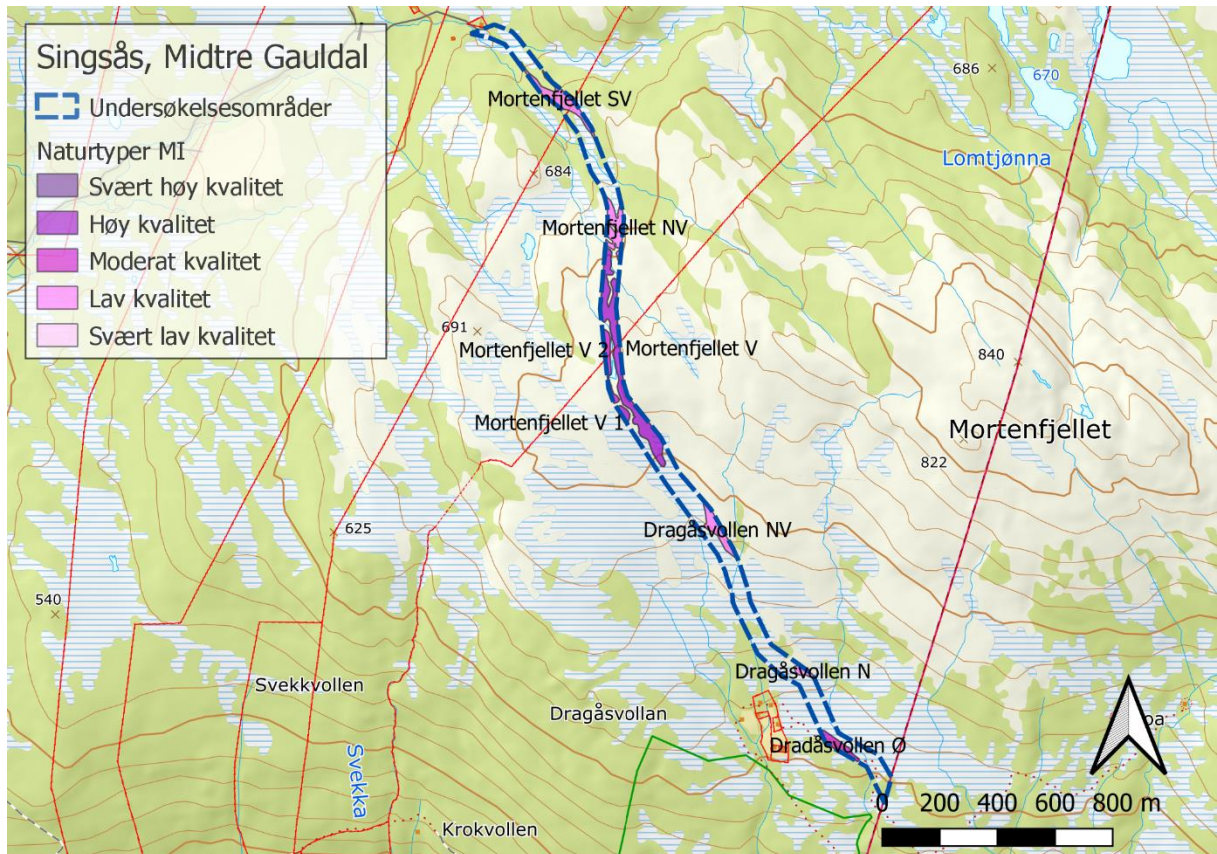 Singsås, Midtre Gauldal
Undersøkelsesområder
Naturtyper MI
Svært høy kvalitet
Høy kvalitet
Moderat kvalitet
Lav kvalitet
Svært lav kvalitet
Mortenfjellet SV
686
670
Lomtjønna
684
Mortenfjellet NV
691
Mortenfjellet V 2
Mortenfjellet V
840
Mortenfjellet V 1
Mortenfjellet
822
625
Dragåsvollen NV
540
Dragåsvollen N
Svekkvollen
Dragåsvollan
Dradåsvollen Ø
Svekka
Krokvollen
0 200 400 600 800 m